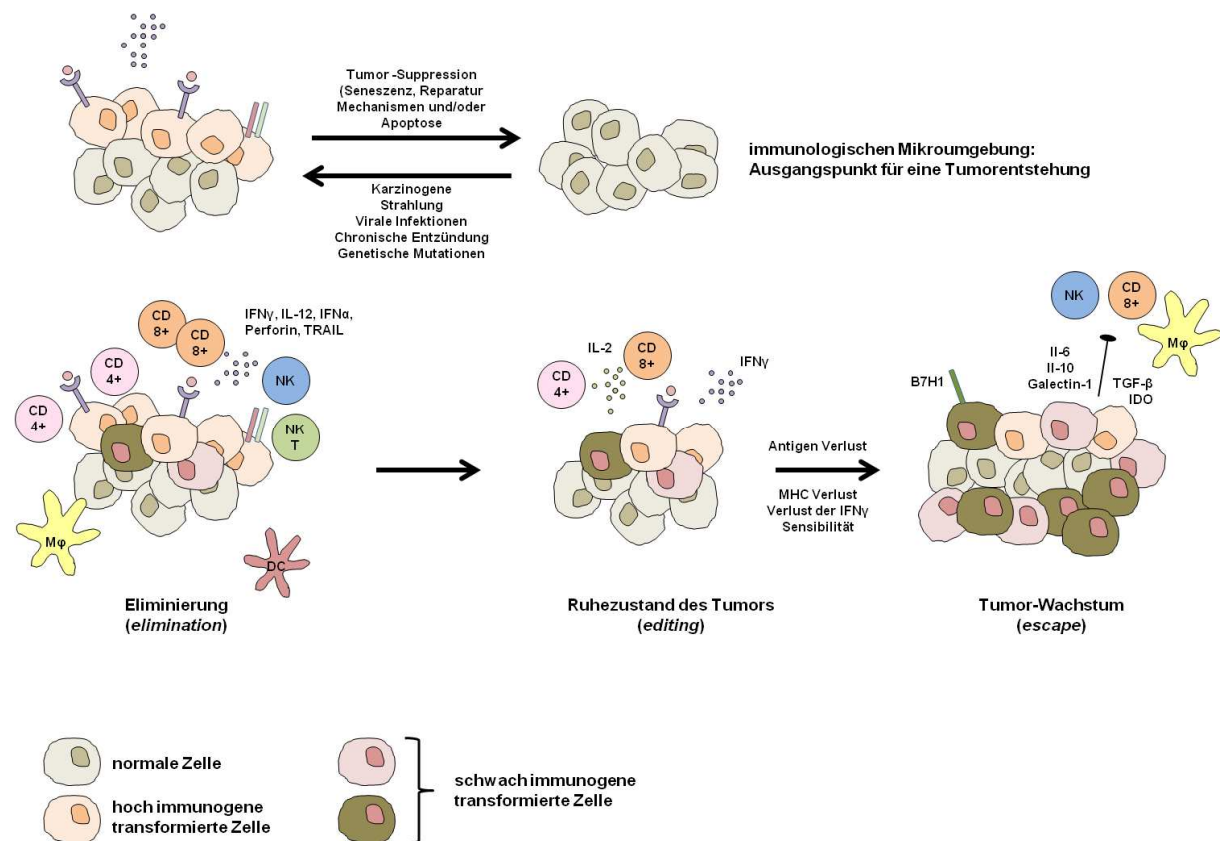 Tumor -Suppression
(Seneszenz, Reparatur
Mechanismen und/oder
Apoptose
Karzinogene
Strahlung
Virale Infektionen
Chronische Entzündung
Genetische Mutationen
immunologischen Mikroumgebung:
Ausgangspunkt für eine Tumorentstehung
CD
8+
CD
8+
IFNγ, IL-12, IFNα,
Perforin, TRAIL
CD
4+
CD
4+
NK
NK
T
Mφ
DC
Eliminierung
(elimination)
IL-2
CD
4+
CD
8+
IFNγ
Ruhezustand des Tumors
(editing)
Antigen Verlust
MHC Verlust
Verlust der IFNγ
Sensibilität
NK
CD
8+
Mφ
B7H1
Il-6
Il-10
Galectin-1
TGF-β
IDO
Tumor-Wachstum
(escape)
normale Zelle
hoch immunogene
transformierte Zelle
schwach immunogene
transformierte Zelle